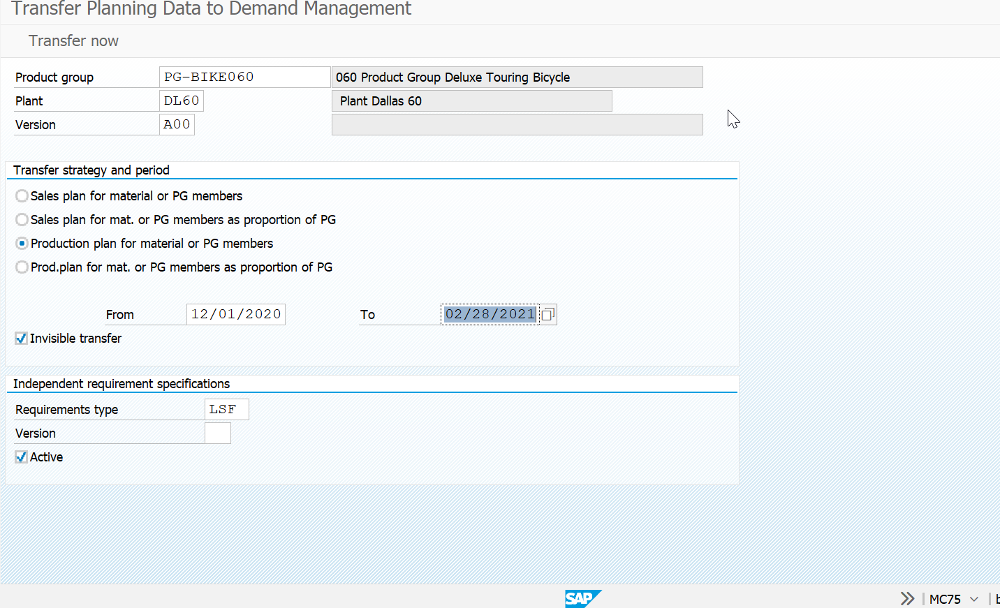 Transfer Planning Data to Demand Management
Transfer now
Product group PG-BIKE060 060 Product Group Deluxe Touring Bicycle
Plant DL60 Plant Dallas 60
Version A00
Transfer strategy and period
Sales plan for material or PG members
Sales plan for mat. or PG members as proportion of PG
Production plan for material or PG members
Prod.plan for mat. or PG members as proportion of PG
From 12/01/2020 To 02/28/2021
Invisible transfer
Independent requirement specifications
Requirements type LSF
Version
Active
SAP MC75